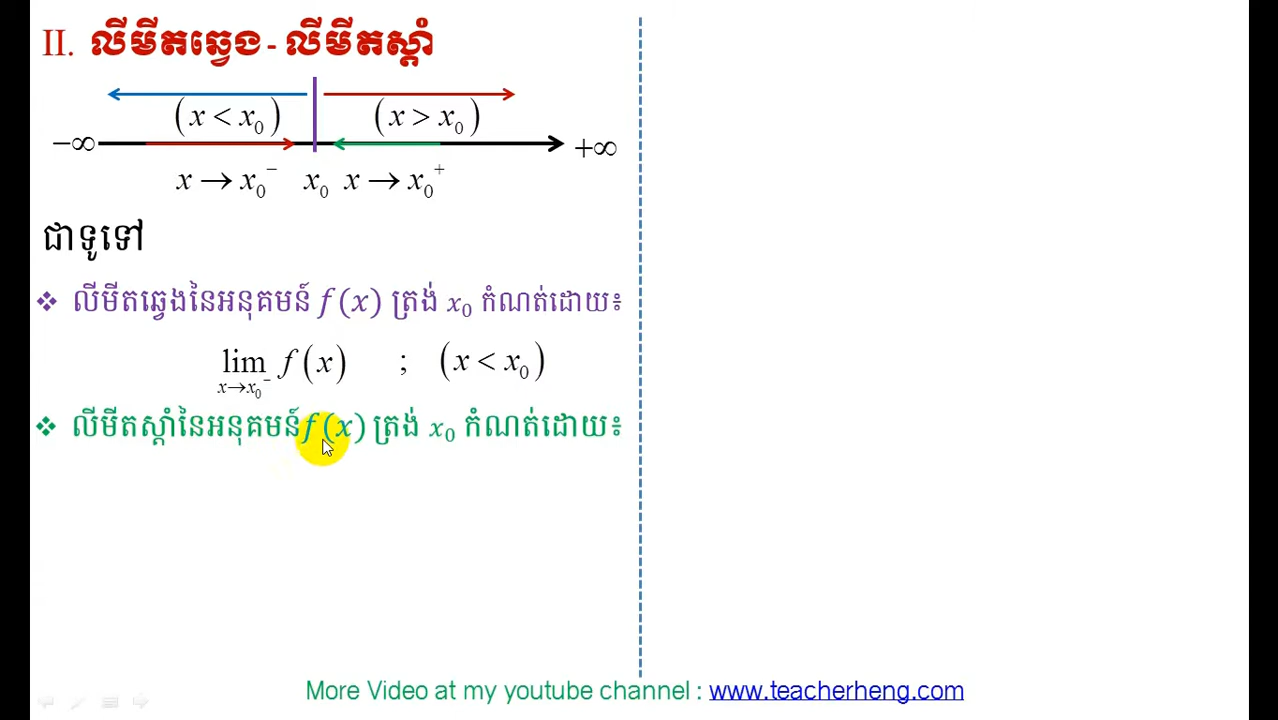 II. លីមីតឆ្វេង - លីមីតស្តាំ
(x < x₀) (x > x₀)
−∞ +∞
x → x₀⁻ x₀ x → x₀⁺
ជាទូទៅ
❖ លីមីតឆ្វេងនៃអនុគមន៍ f(x) ត្រង់ x₀ កំណត់ដោយ៖
lim f(x) ; (x < x₀)
x→x₀⁻
❖ លីមីតស្តាំនៃអនុគមន៍ f(x) ត្រង់ x₀ កំណត់ដោយ៖
More Video at my youtube channel : www.teacherheng.com